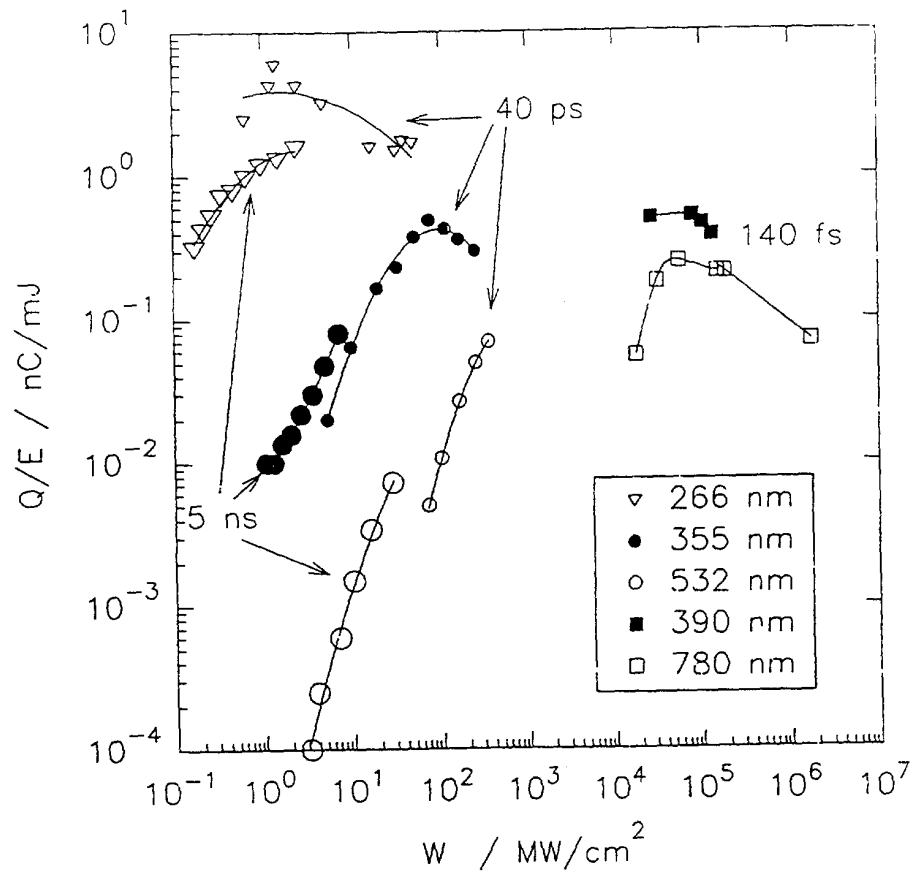 10^1
10^0
10^-1
10^-2
10^-3
10^-4
Q/E / nC/mJ
40 ps
140 fs
5 ns
266 nm
355 nm
532 nm
390 nm
780 nm
10^-1 10^0 10^1 10^2 10^3 10^4 10^5 10^6 10^7
W / MW/cm^2